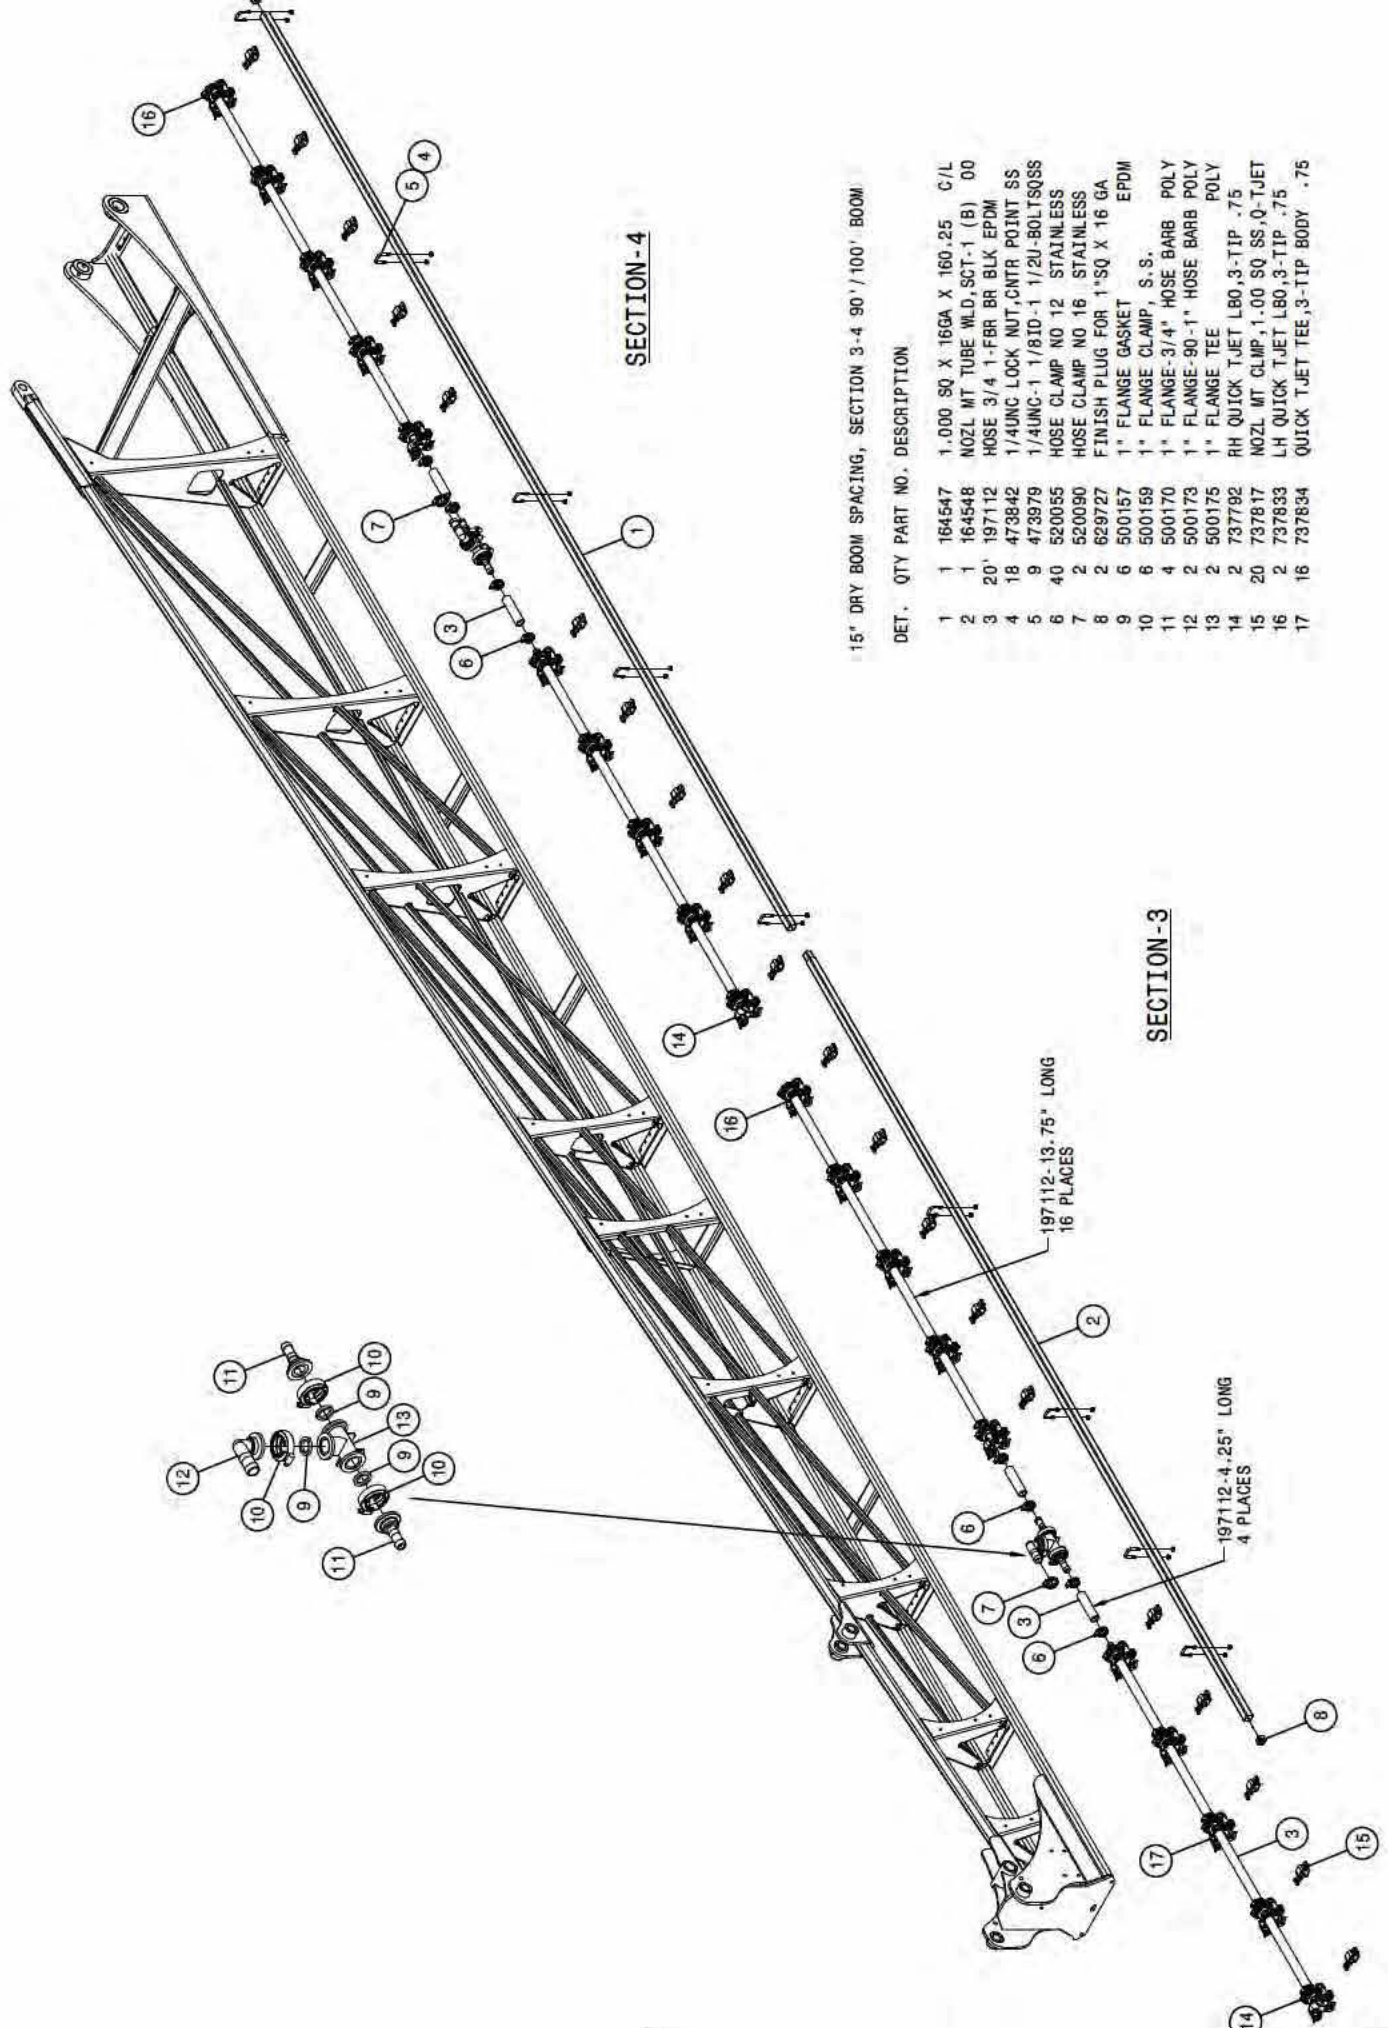 15" DRY BOOM SPACING, SECTION 3-4 90'/100' BOOM
DET. QTY PART NO. DESCRIPTION
1 1 164547 1.000 SQ X 16GA X 160.25 C/L
2 1 164548 NOZL MT TUBE WLD,SCT-1 (B) OO
3 20' 197112 HOSE 3/4 1-FBR BR BLK EPDM
4 18 473842 1/4UNC LOCK NUT,CNTR POINT SS
5 9 473979 1/4UNC-1 1/8ID-1 1/2U-BOLTSQSS
6 40 520055 HOSE CLAMP NO 12 STAINLESS
7 2 520090 HOSE CLAMP NO 16 STAINLESS
8 2 629727 FINISH PLUG FOR 1"SQ X 16 GA
9 6 500157 1" FLANGE GASKET EPDM
10 6 500159 1" FLANGE CLAMP, S.S.
11 4 500170 1" FLANGE-3/4" HOSE BARB POLY
12 2 500173 1" FLANGE-90-1" HOSE BARB POLY
13 2 500175 1" FLANGE TEE POLY
14 2 737792 RH QUICK TJET LBO,3-TIP .75
15 20 737817 NOZL MT CLMP,1.00 SQ SS,Q-TJET
16 2 737833 LH QUICK TJET LBO,3-TIP .75
17 16 737834 QUICK TJET TEE,3-TIP BODY .75
SECTION-4
SECTION-3
197112-13.75" LONG
16 PLACES
197112-4.25" LONG
4 PLACES
16
5
4
7
3
6
1
14
16
11
10
9
12
13
10
9
9
10
11
2
6
7
3
6
8
17
3
15
14